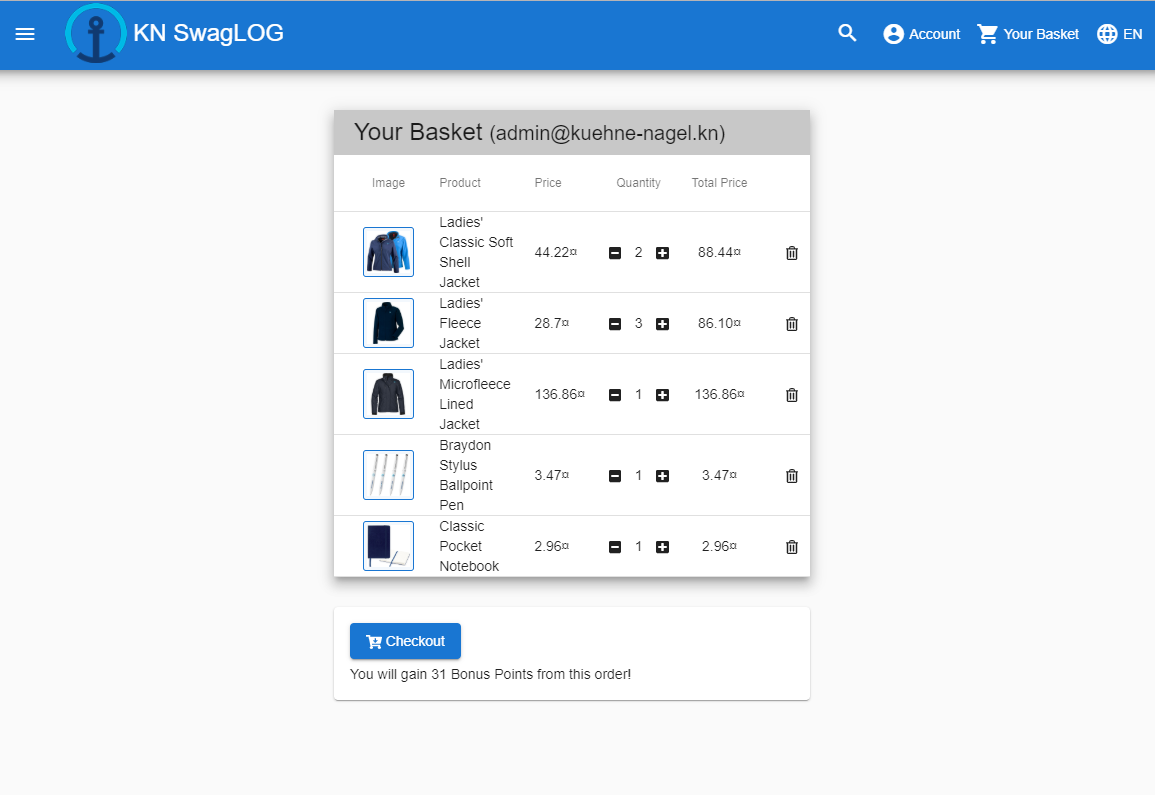 KN SwagLOG
Account
Your Basket
EN
Your Basket (admin@kuehne-nagel.kn)
Image Product Price Quantity Total Price
Ladies'
Classic Soft
Shell
Jacket
44.22¤ 2 88.44¤
Ladies'
Fleece
Jacket
28.7¤ 3 86.10¤
Ladies'
Microfleece
Lined
Jacket
136.86¤ 1 136.86¤
Braydon
Stylus
Ballpoint
Pen
3.47¤ 1 3.47¤
Classic
Pocket
Notebook
2.96¤ 1 2.96¤
Checkout
You will gain 31 Bonus Points from this order!